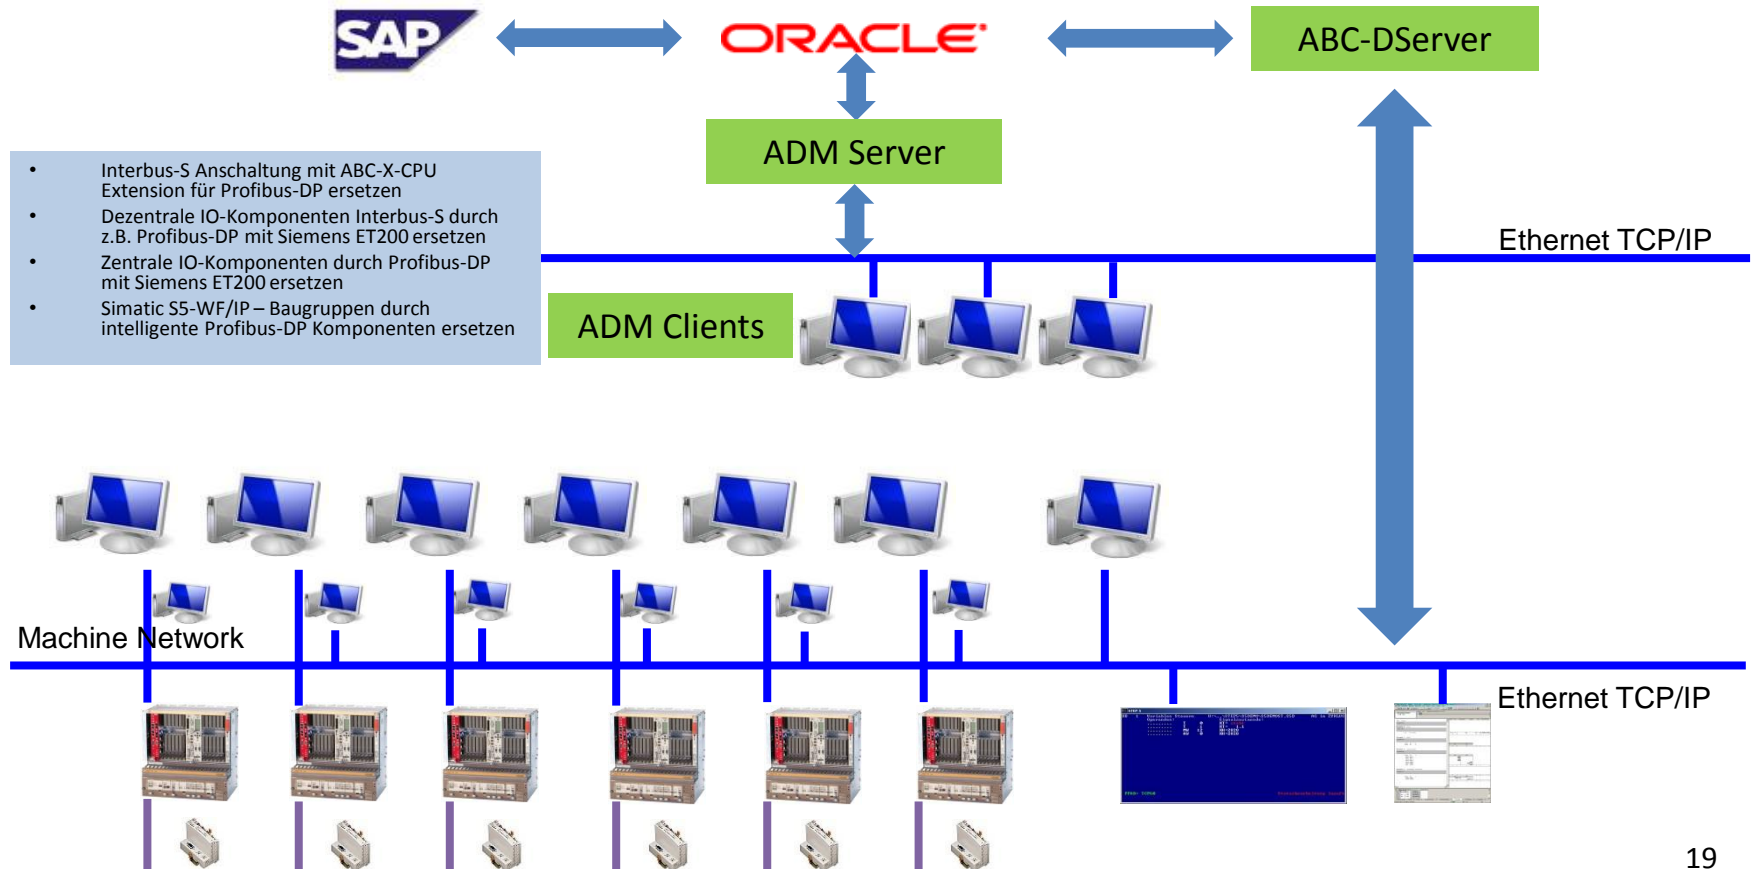 SAP
ORACLE
ABC-DServer
ADM Server
• Interbus-S Anschaltung mit ABC-X-CPU
Extension für Profibus-DP ersetzen
• Dezentrale IO-Komponenten Interbus-S durch
z.B. Profibus-DP mit Siemens ET200 ersetzen
• Zentrale IO-Komponenten durch Profibus-DP
mit Siemens ET200 ersetzen
• Simatic S5-WF/IP – Baugruppen durch
intelligente Profibus-DP Komponenten ersetzen
Ethernet TCP/IP
ADM Clients
Machine Network
Ethernet TCP/IP
19